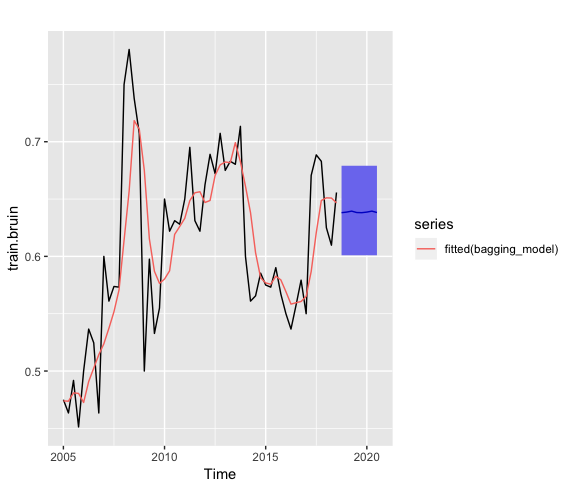 0.7
0.6
0.5
train.bruin
2005 2010 2015 2020
Time
series
fitted(bagging_model)